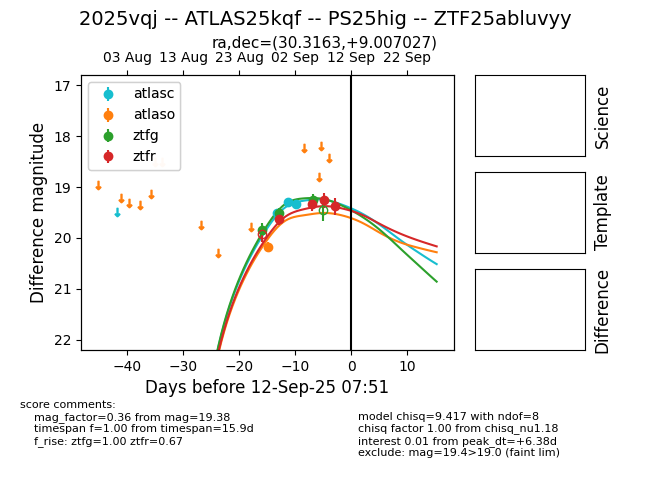 2025vqj -- ATLAS25kqf -- PS25hig -- ZTF25abluvyy
ra,dec=(30.3163,+9.007027)
03 Aug 13 Aug 23 Aug 02 Sep 12 Sep 22 Sep
17
18
19
20
21
22
Difference magnitude
atlasc
atlaso
ztfg
ztfr
−40 −30 −20 −10 0 10
Days before 12-Sep-25 07:51
Science
Template
Difference
score comments:
mag_factor=0.36 from mag=19.38
timespan f=1.00 from timespan=15.9d
f_rise: ztfg=1.00 ztfr=0.67
model chisq=9.417 with ndof=8
chisq factor 1.00 from chisq_nu1.18
interest 0.01 from peak_dt=+6.38d
exclude: mag=19.4>19.0 (faint lim)